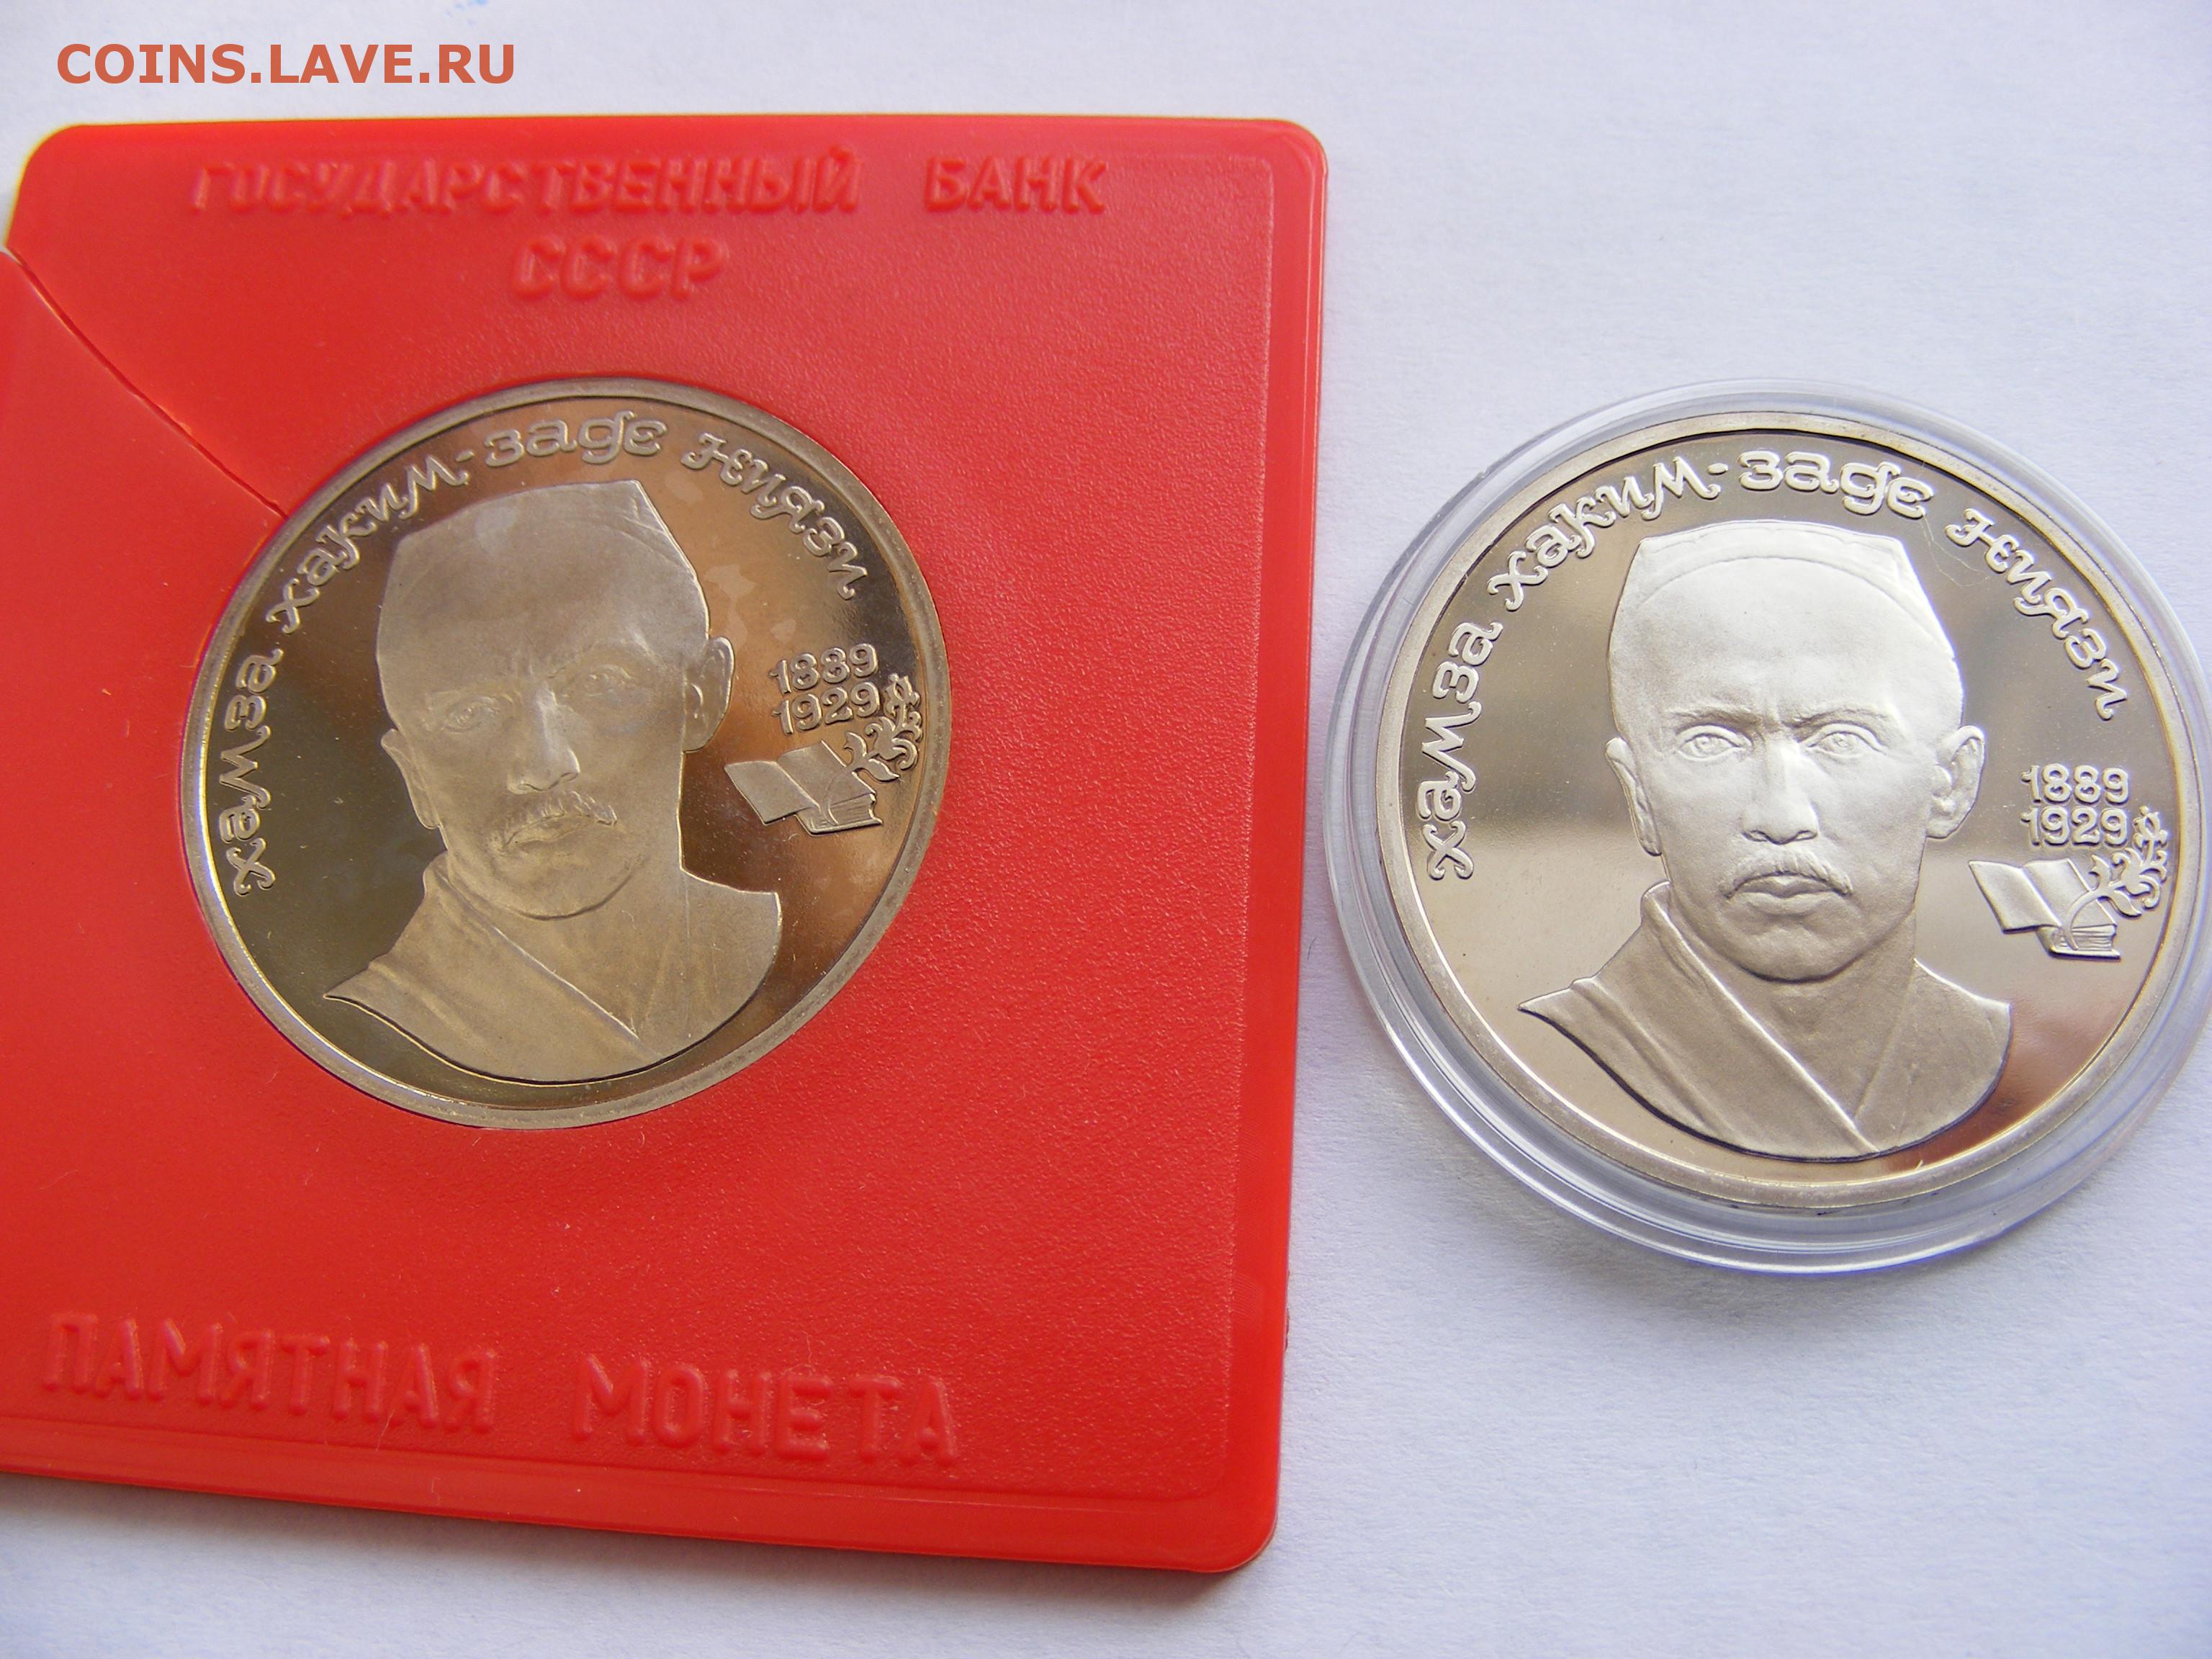 COINS.LAVE.RU
ГОСУДАРСТВЕННЫЙ БАНК
СССР
хамза хаким-заде ниязи
1889
1929
ПАМЯТНАЯ МОНЕТА
хамза хаким-заде ниязи
1889
1929